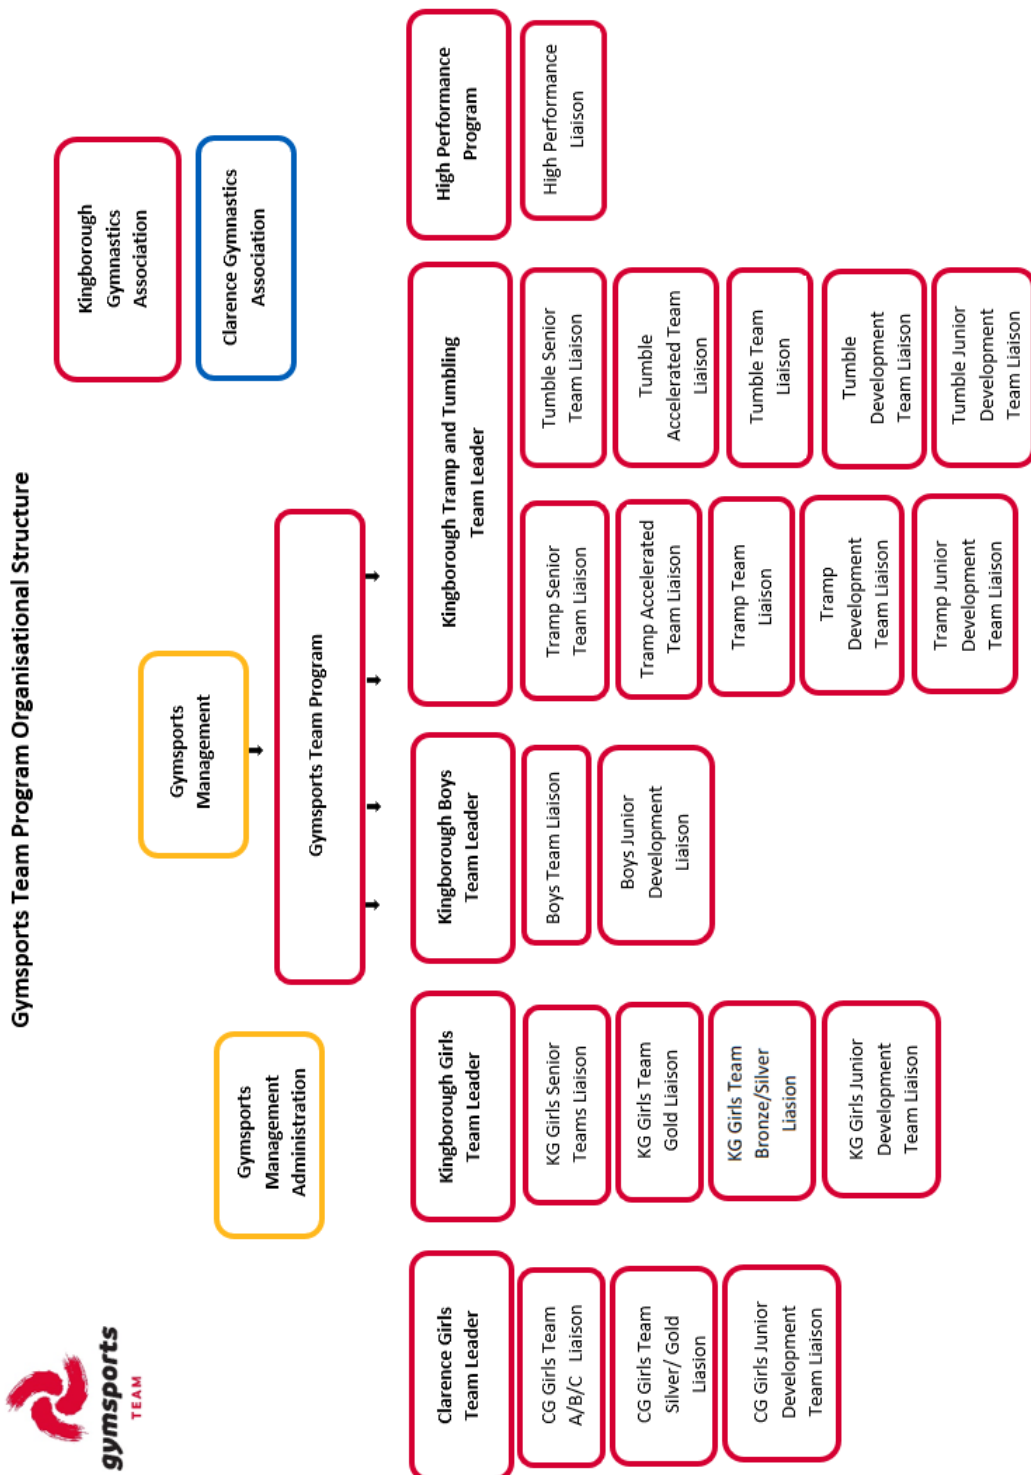 gymsports
TEAM
Gymsports Team Program Organisational Structure
Kingborough
Gymnastics
Association
Clarence Gymnastics
Association
Gymsports
Management
Gymsports
Management
Administration
Gymsports Team Program
Clarence Girls
Team Leader
CG Girls Team
A/B/C Liaison
CG Girls Team
Silver/ Gold
Liasion
CG Girls Junior
Development
Team Liaison
Kingborough Girls
Team Leader
KG Girls Senior
Teams Liaison
KG Girls Team
Gold Liaison
KG Girls Team
Bronze/Silver
Liasion
KG Girls Junior
Development
Team Liaison
Kingborough Boys
Team Leader
Boys Team Liaison
Boys Junior
Development
Liaison
Kingborough Tramp and Tumbling
Team Leader
Tramp Senior
Team Liaison
Tramp Accelerated
Team Liaison
Tramp Team
Liaison
Tramp
Development
Team Liaison
Tramp Junior
Development
Team Liaison
Tumble Senior
Team Liaison
Tumble
Accelerated Team
Liaison
Tumble Team
Liaison
Tumble
Development
Team Liaison
Tumble Junior
Development
Team Liaison
High Performance
Program
High Performance
Liaison